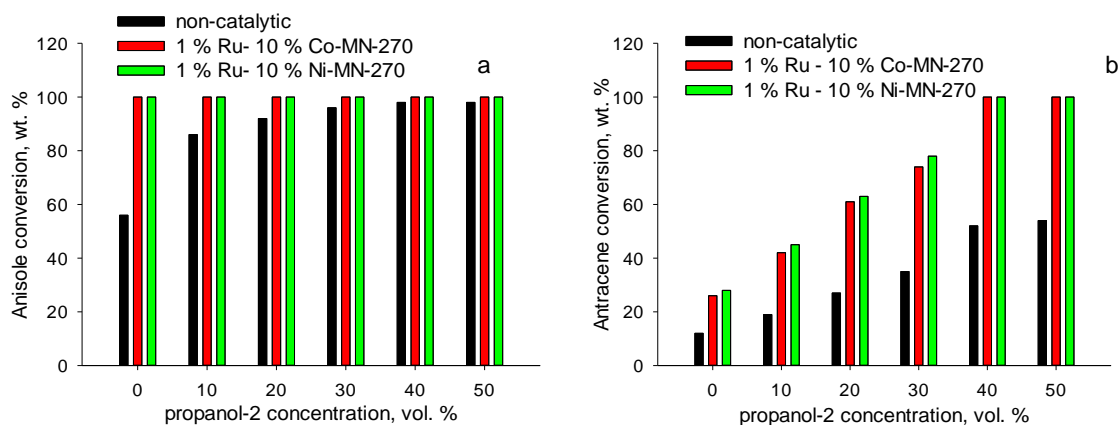 non-catalytic
1 % Ru- 10 % Co-MN-270
1 % Ru- 10 % Ni-MN-270
a
120
100
80
60
40
20
0
Anisole conversion, wt. %
0 10 20 30 40 50
propanol-2 concentration, vol. %
non-catalytic
1 % Ru - 10 % Co-MN-270
1 % Ru - 10 % Ni-MN-270
b
120
100
80
60
40
20
0
Antracene conversion, wt. %
0 10 20 30 40 50
propanol-2 concentration, vol. %